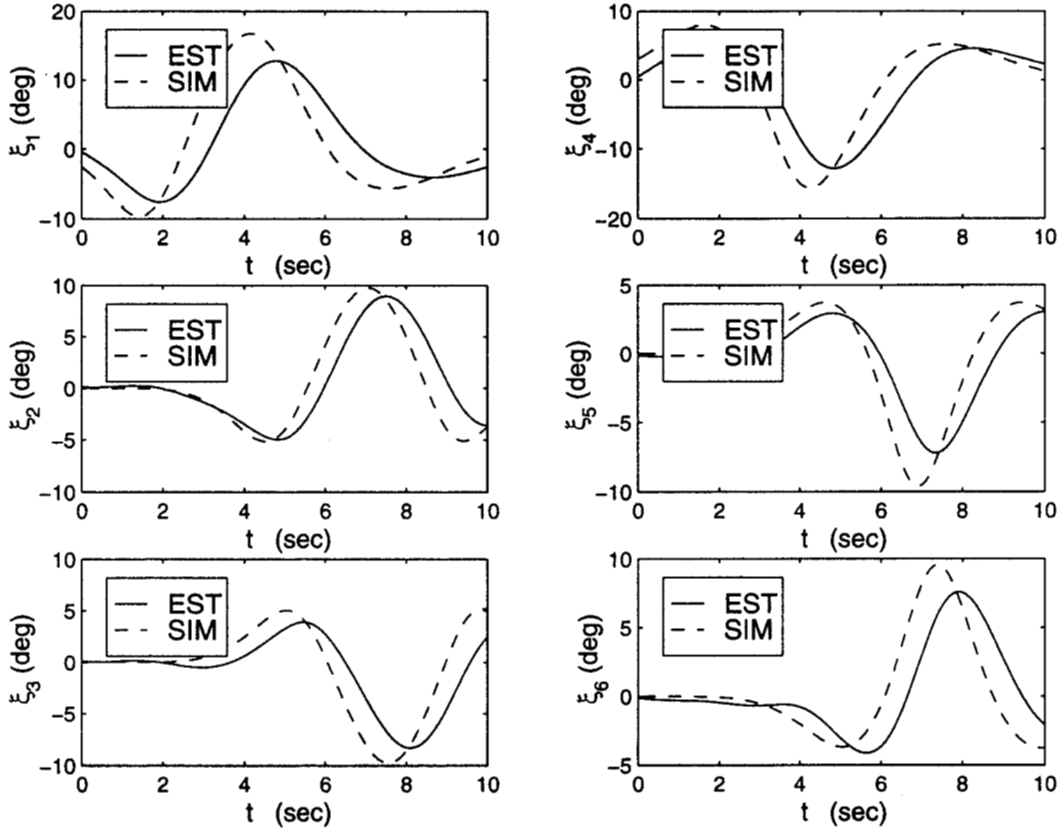 20
10
0
−10
ξ1 (deg)
EST
SIM
0 2 4 6 8 10
t (sec)
10
0
−10
−20
ξ4 (deg)
EST
SIM
0 2 4 6 8 10
t (sec)
10
5
0
−5
−10
ξ2 (deg)
EST
SIM
0 2 4 6 8 10
t (sec)
5
0
−5
−10
ξ5 (deg)
EST
SIM
0 2 4 6 8 10
t (sec)
10
5
0
−5
−10
ξ3 (deg)
EST
SIM
0 2 4 6 8 10
t (sec)
10
5
0
−5
ξ6 (deg)
EST
SIM
0 2 4 6 8 10
t (sec)